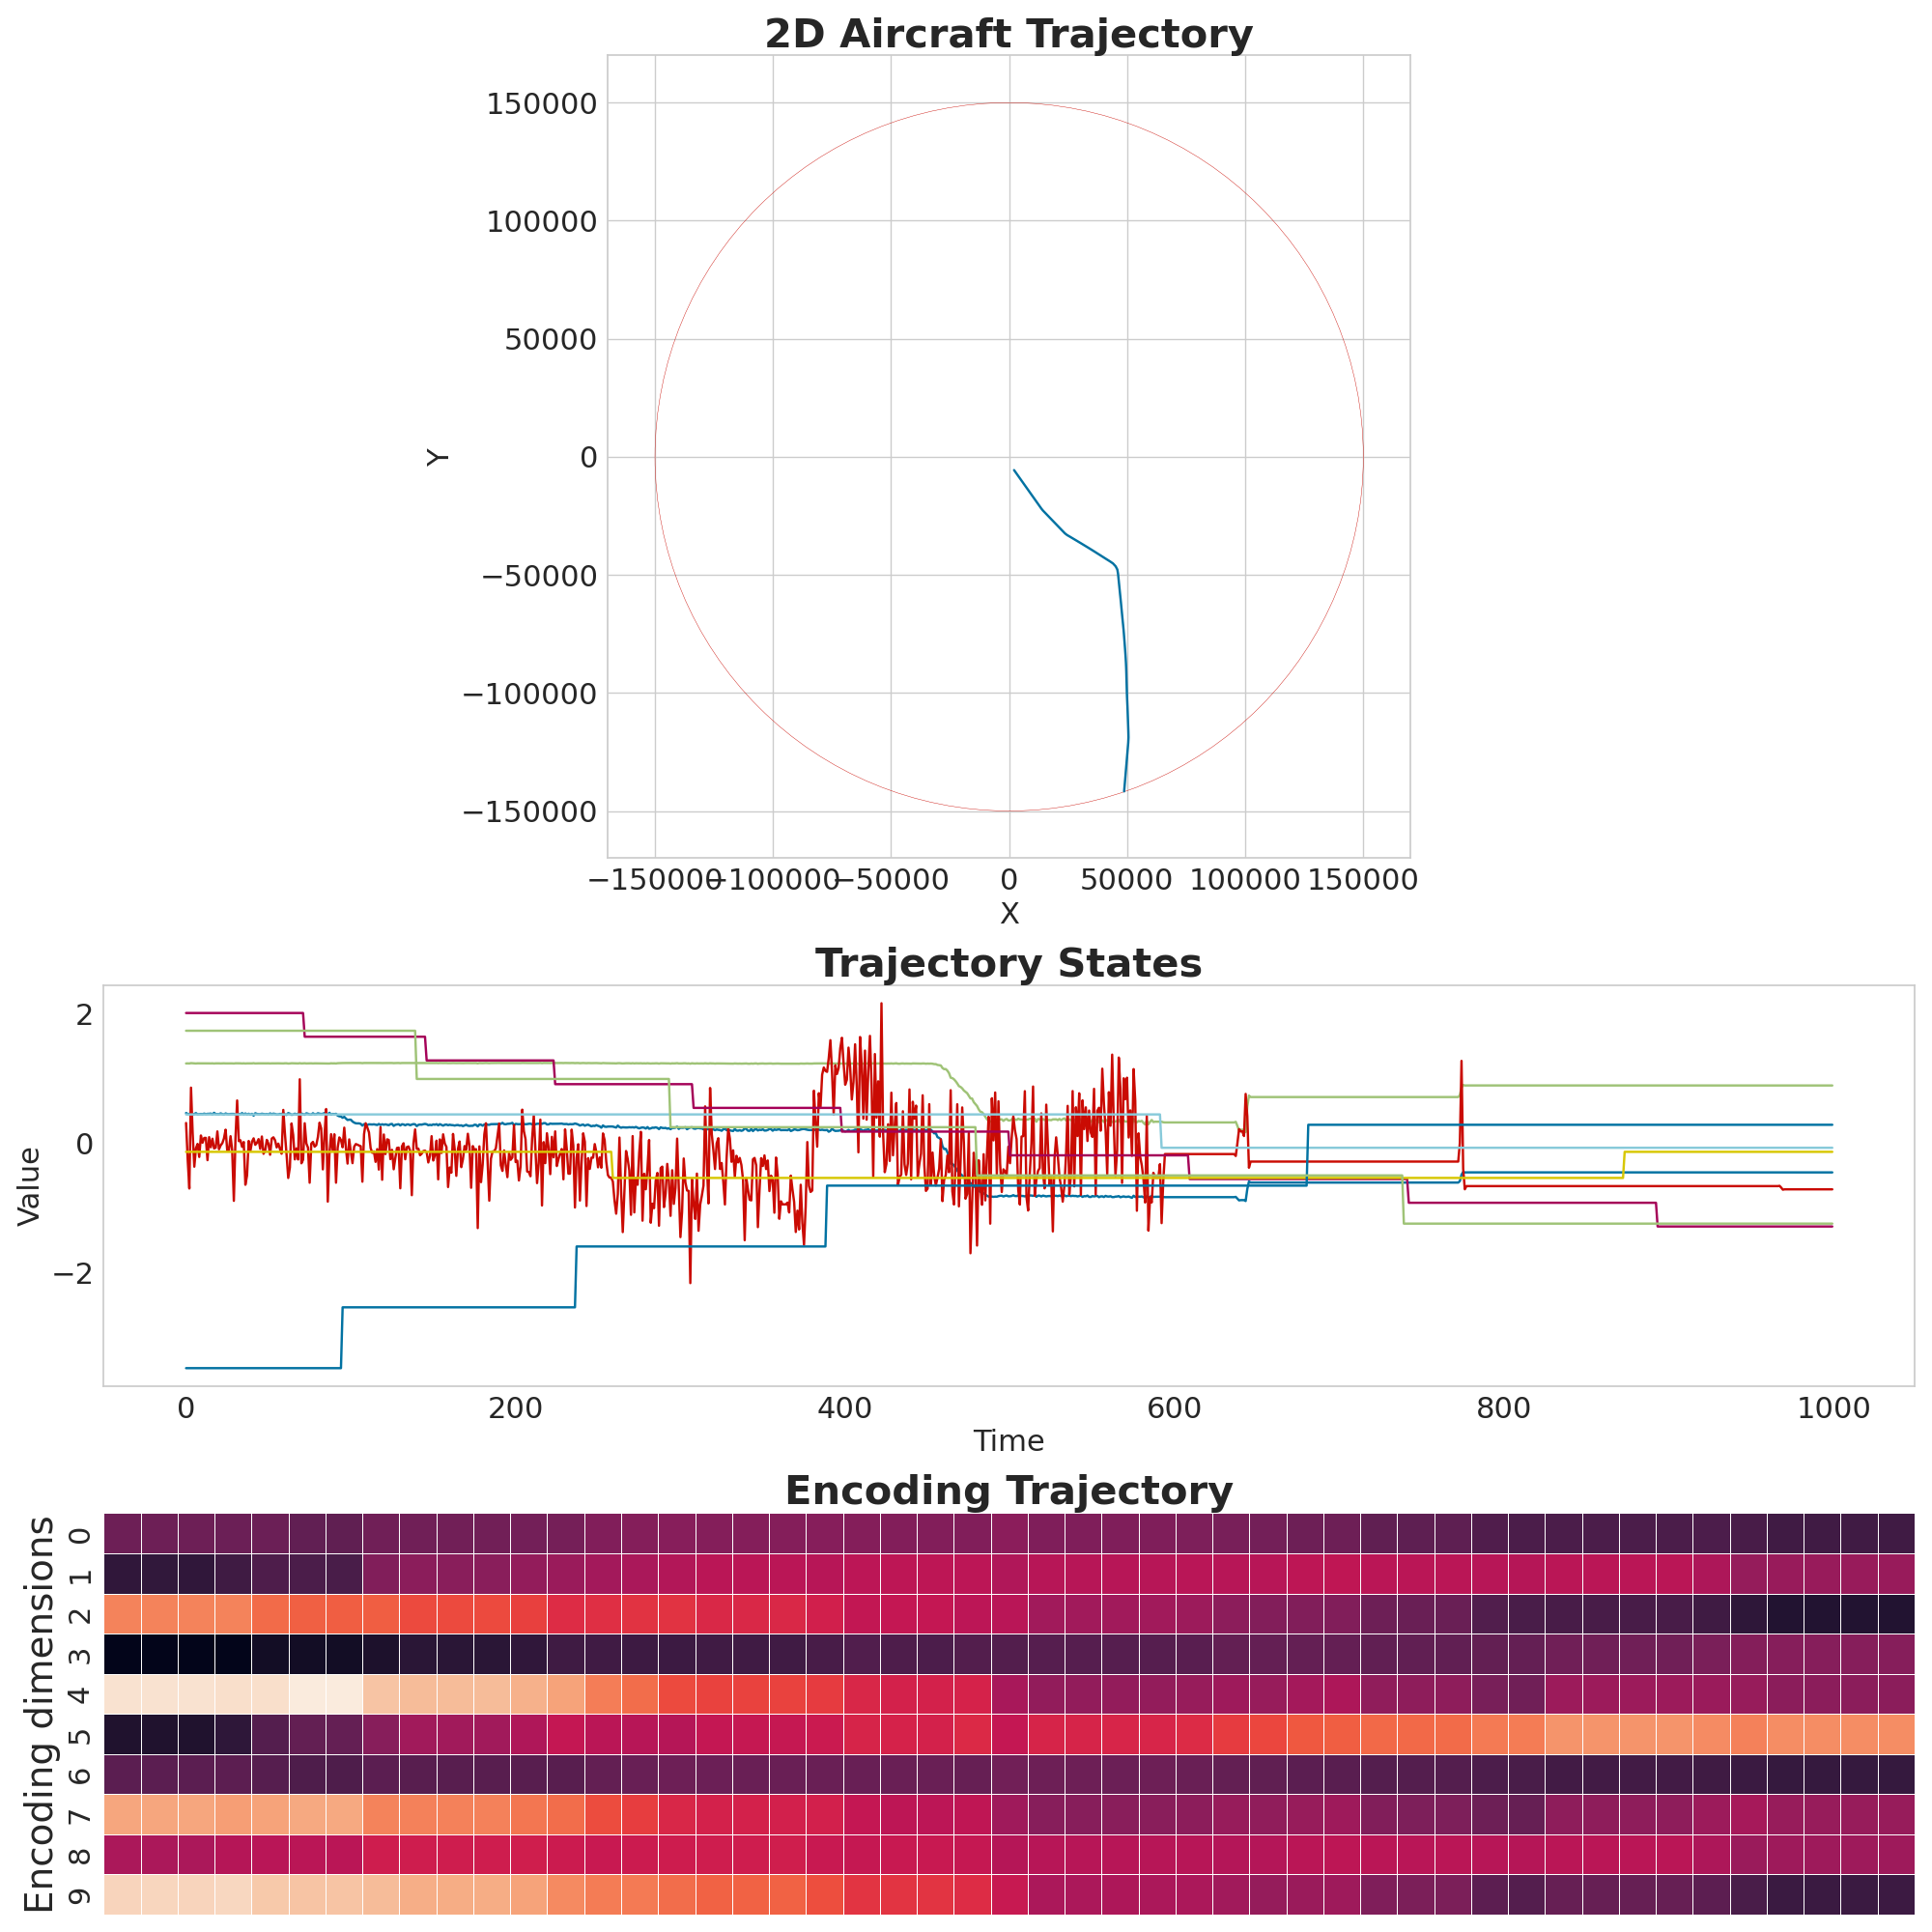 2D Aircraft Trajectory
150000
100000
50000
0
−50000
−100000
−150000
Y
−150000 −100000 −50000 0 50000 100000 150000
X
Trajectory States
2
0
−2
Value
0 200 400 600 800 1000
Time
Encoding Trajectory
Encoding dimensions
0
1
2
3
4
5
6
7
8
9